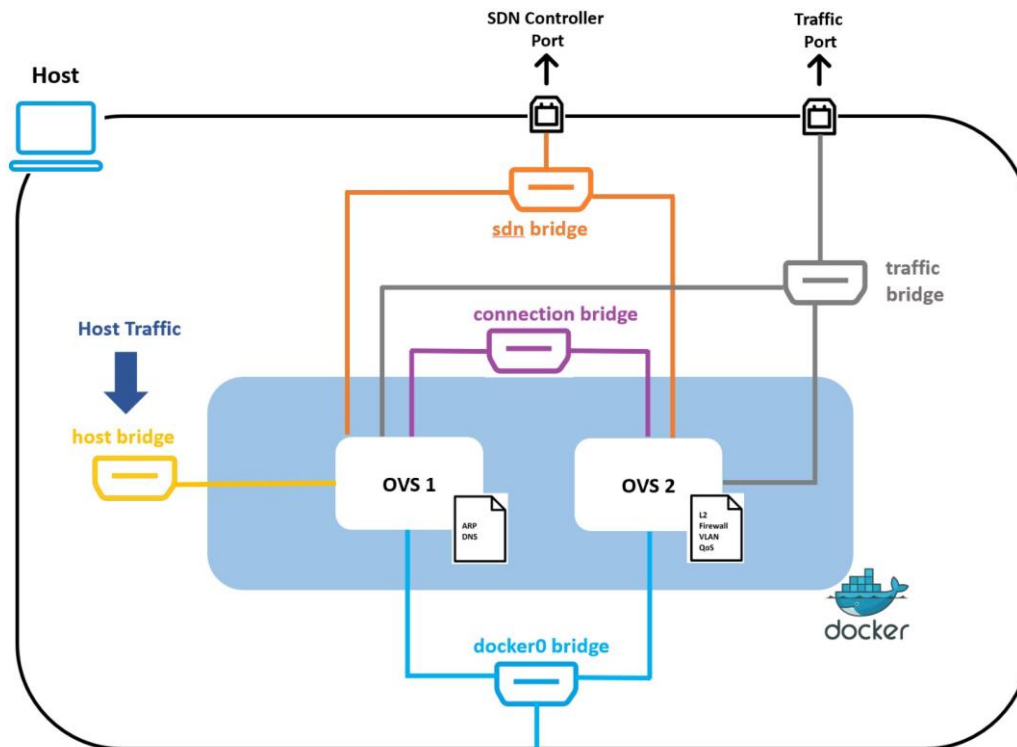 SDN Controller
Port
Traffic
Port
Host
sdn bridge
traffic
bridge
connection bridge
Host Traffic
host bridge
OVS 1
ARP
DNS
OVS 2
L2
Firewall
VLAN
QoS
docker
docker0 bridge